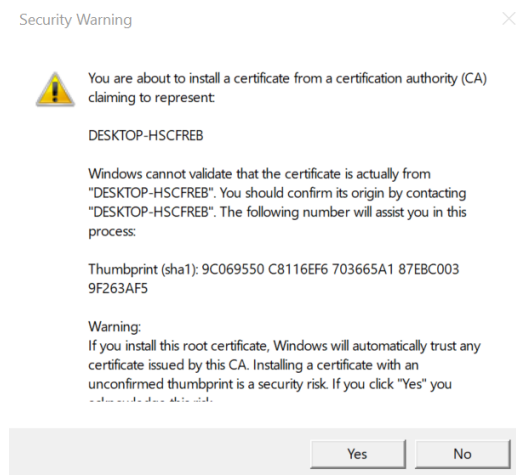 Security Warning
You are about to install a certificate from a certification authority (CA)
claiming to represent:
DESKTOP-HSCFREB
Windows cannot validate that the certificate is actually from
"DESKTOP-HSCFREB". You should confirm its origin by contacting
"DESKTOP-HSCFREB". The following number will assist you in this
process:
Thumbprint (sha1): 9C069550 C8116EF6 703665A1 87EBC003
9F263AF5
Warning:
If you install this root certificate, Windows will automatically trust any
certificate issued by this CA. Installing a certificate with an
unconfirmed thumbprint is a security risk. If you click "Yes" you
Yes
No